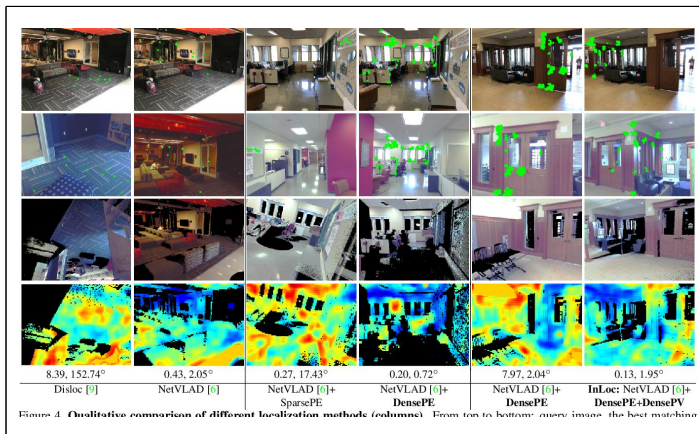 8.39, 152.74° 0.43, 2.05° 0.27, 17.43° 0.20, 0.72° 7.97, 2.04° 0.13, 1.95°
Disloc [9] NetVLAD [6] NetVLAD [6]+ NetVLAD [6]+ NetVLAD [6]+ InLoc: NetVLAD [6]+
SparsePE DensePE DensePE DensePE+DensePV
Figure 4. Qualitative comparison of different localization methods (columns). From top to bottom: query image, the best matching